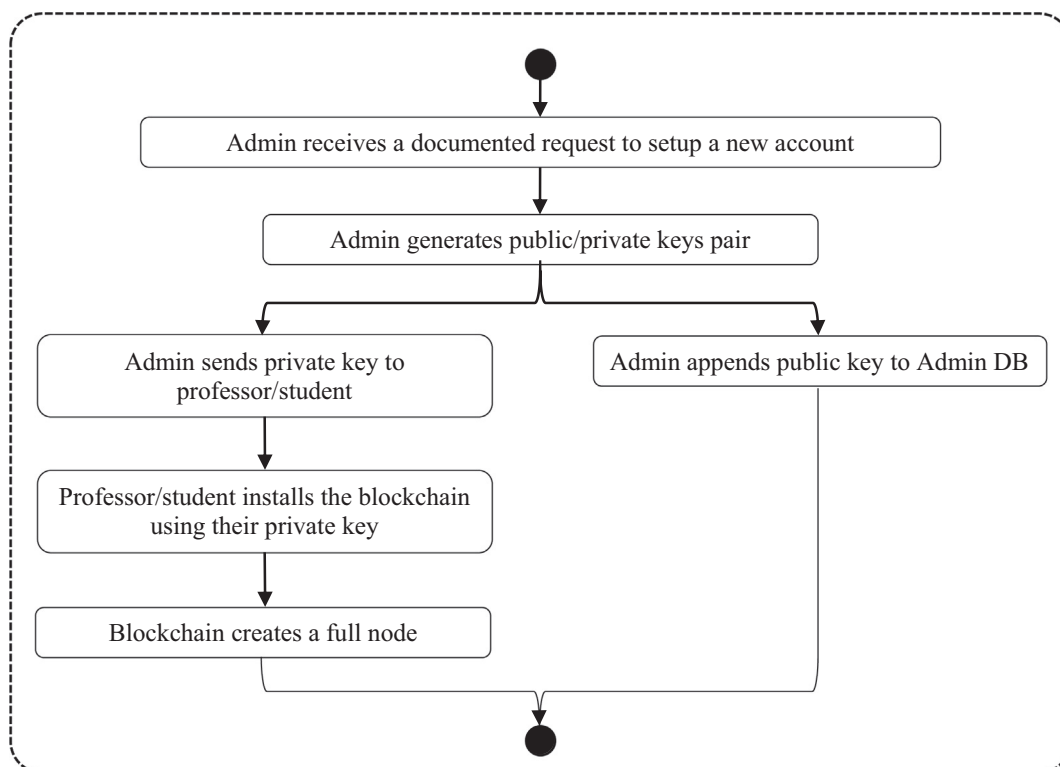 Admin receives a documented request to setup a new account
Admin generates public/private keys pair
Admin sends private key to
professor/student
Admin appends public key to Admin DB
Professor/student installs the blockchain
using their private key
Blockchain creates a full node